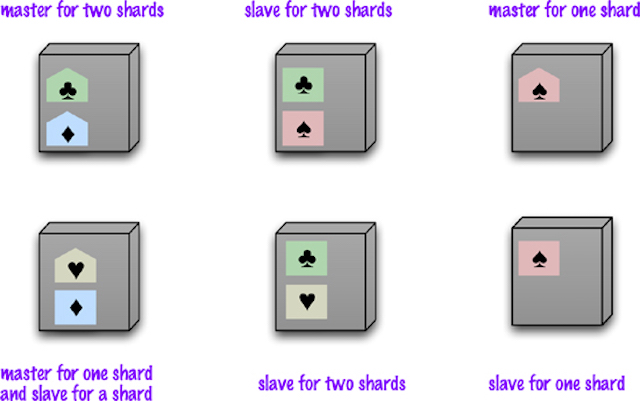 master for two shards
slave for two shards
master for one shard
master for one shard
and slave for a shard
slave for two shards
slave for one shard